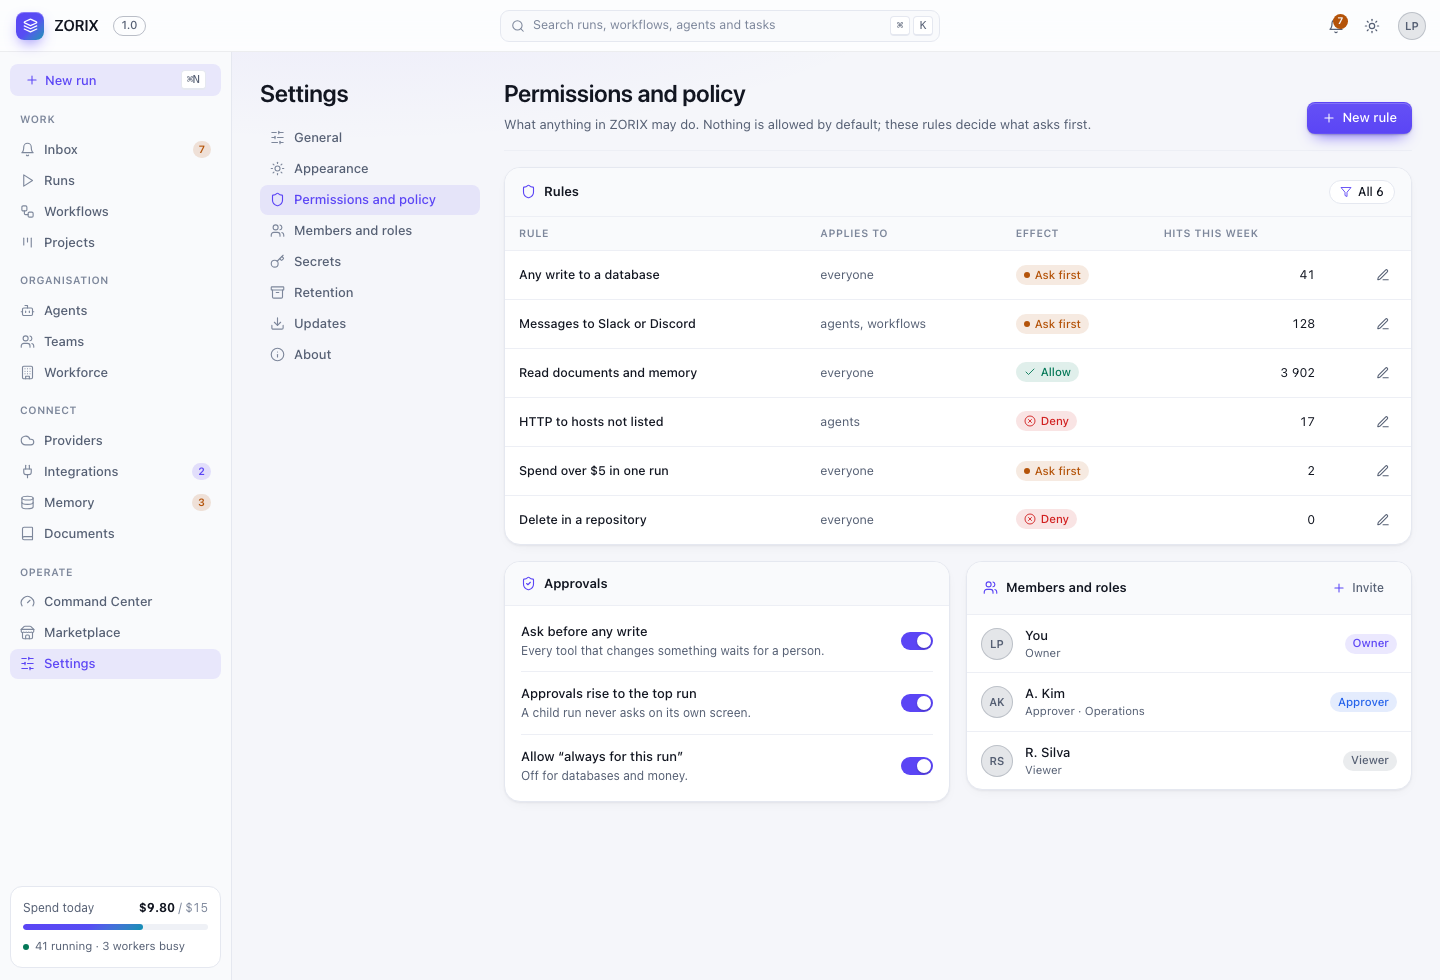 ZORIX 1.0
Search runs, workflows, agents and tasks ⌘ K
7
LP
New run ⌘N
WORK
Inbox 7
Runs
Workflows
Projects
ORGANISATION
Agents
Teams
Workforce
CONNECT
Providers
Integrations 2
Memory 3
Documents
OPERATE
Command Center
Marketplace
Settings
Spend today $9.80 / $15
41 running · 3 workers busy
Settings
General
Appearance
Permissions and policy
Members and roles
Secrets
Retention
Updates
About
Permissions and policy
What anything in ZORIX may do. Nothing is allowed by default; these rules decide what asks first.
New rule
Rules All 6
RULE APPLIES TO EFFECT HITS THIS WEEK
Any write to a database everyone Ask first 41
Messages to Slack or Discord agents, workflows Ask first 128
Read documents and memory everyone Allow 3 902
HTTP to hosts not listed agents Deny 17
Spend over $5 in one run everyone Ask first 2
Delete in a repository everyone Deny 0
Approvals
Ask before any write
Every tool that changes something waits for a person.
Approvals rise to the top run
A child run never asks on its own screen.
Allow “always for this run”
Off for databases and money.
Members and roles Invite
LP You Owner
Owner
AK A. Kim Approver
Approver · Operations
RS R. Silva Viewer
Viewer